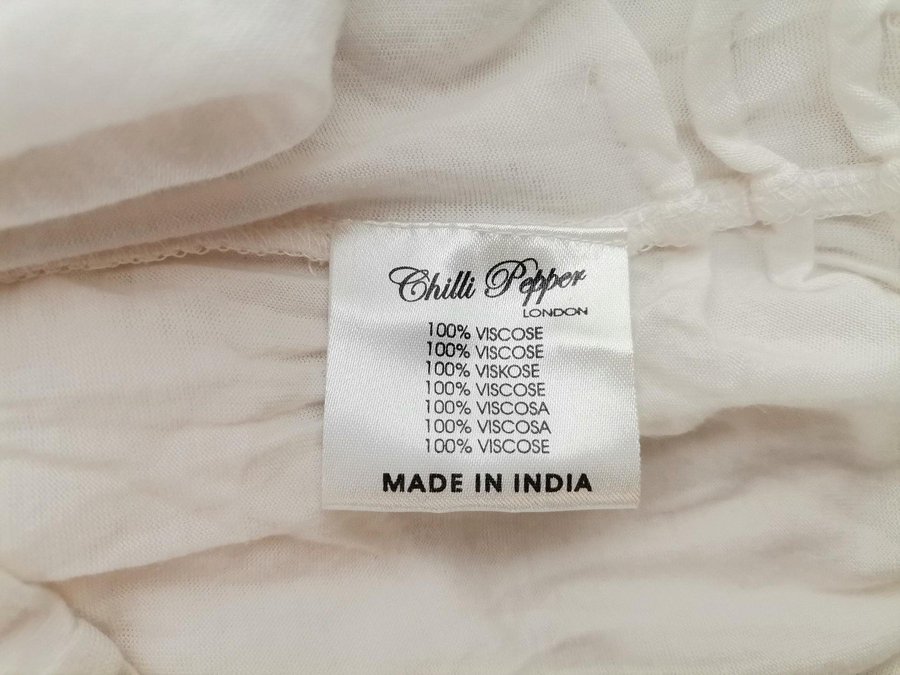 Chilli Pepper
LONDON
100% VISCOSE
100% VISCOSE
100% VISKOSE
100% VISCOSE
100% VISCOSA
100% VISCOSA
100% VISCOSE
MADE IN INDIA